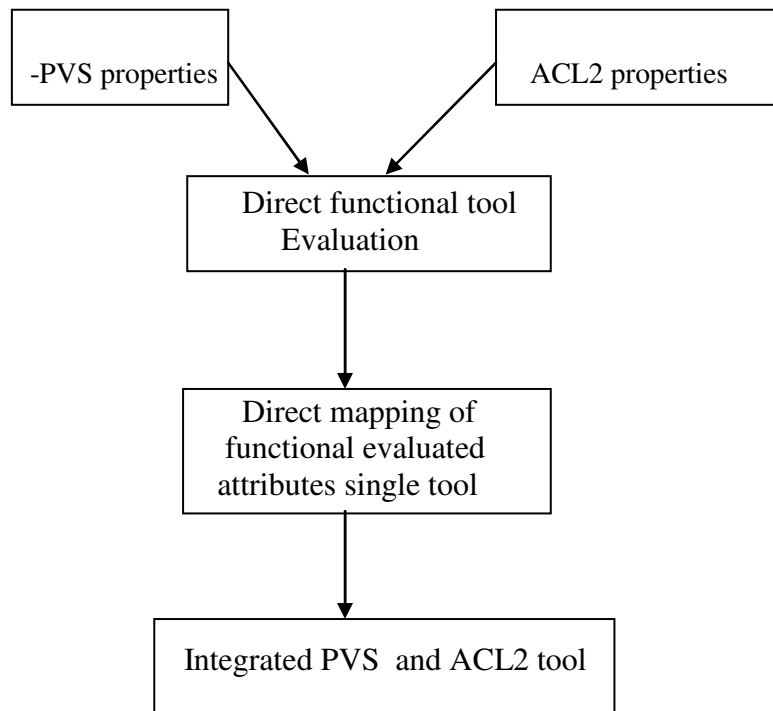 -PVS properties
ACL2 properties
Direct functional tool
Evaluation
Direct mapping of
functional evaluated
attributes single tool
Integrated PVS and ACL2 tool